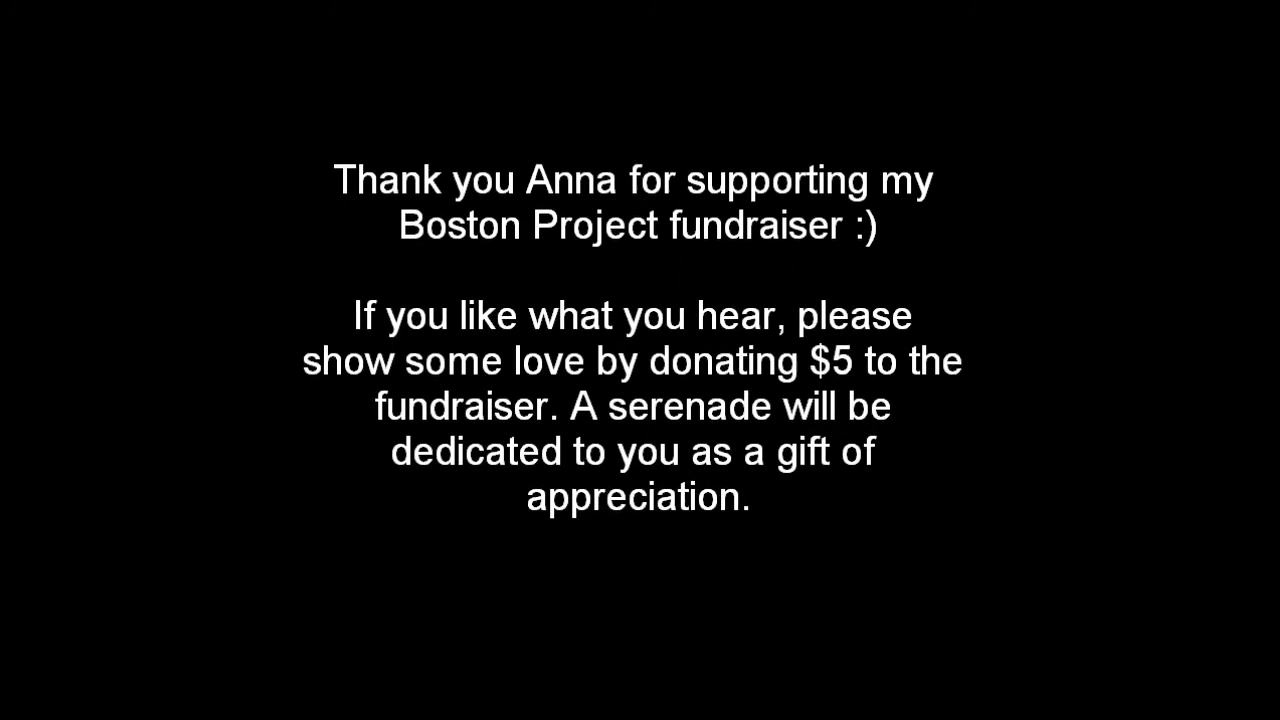 Thank you Anna for supporting my
Boston Project fundraiser :)
If you like what you hear, please
show some love by donating $5 to the
fundraiser. A serenade will be
dedicated to you as a gift of
appreciation.